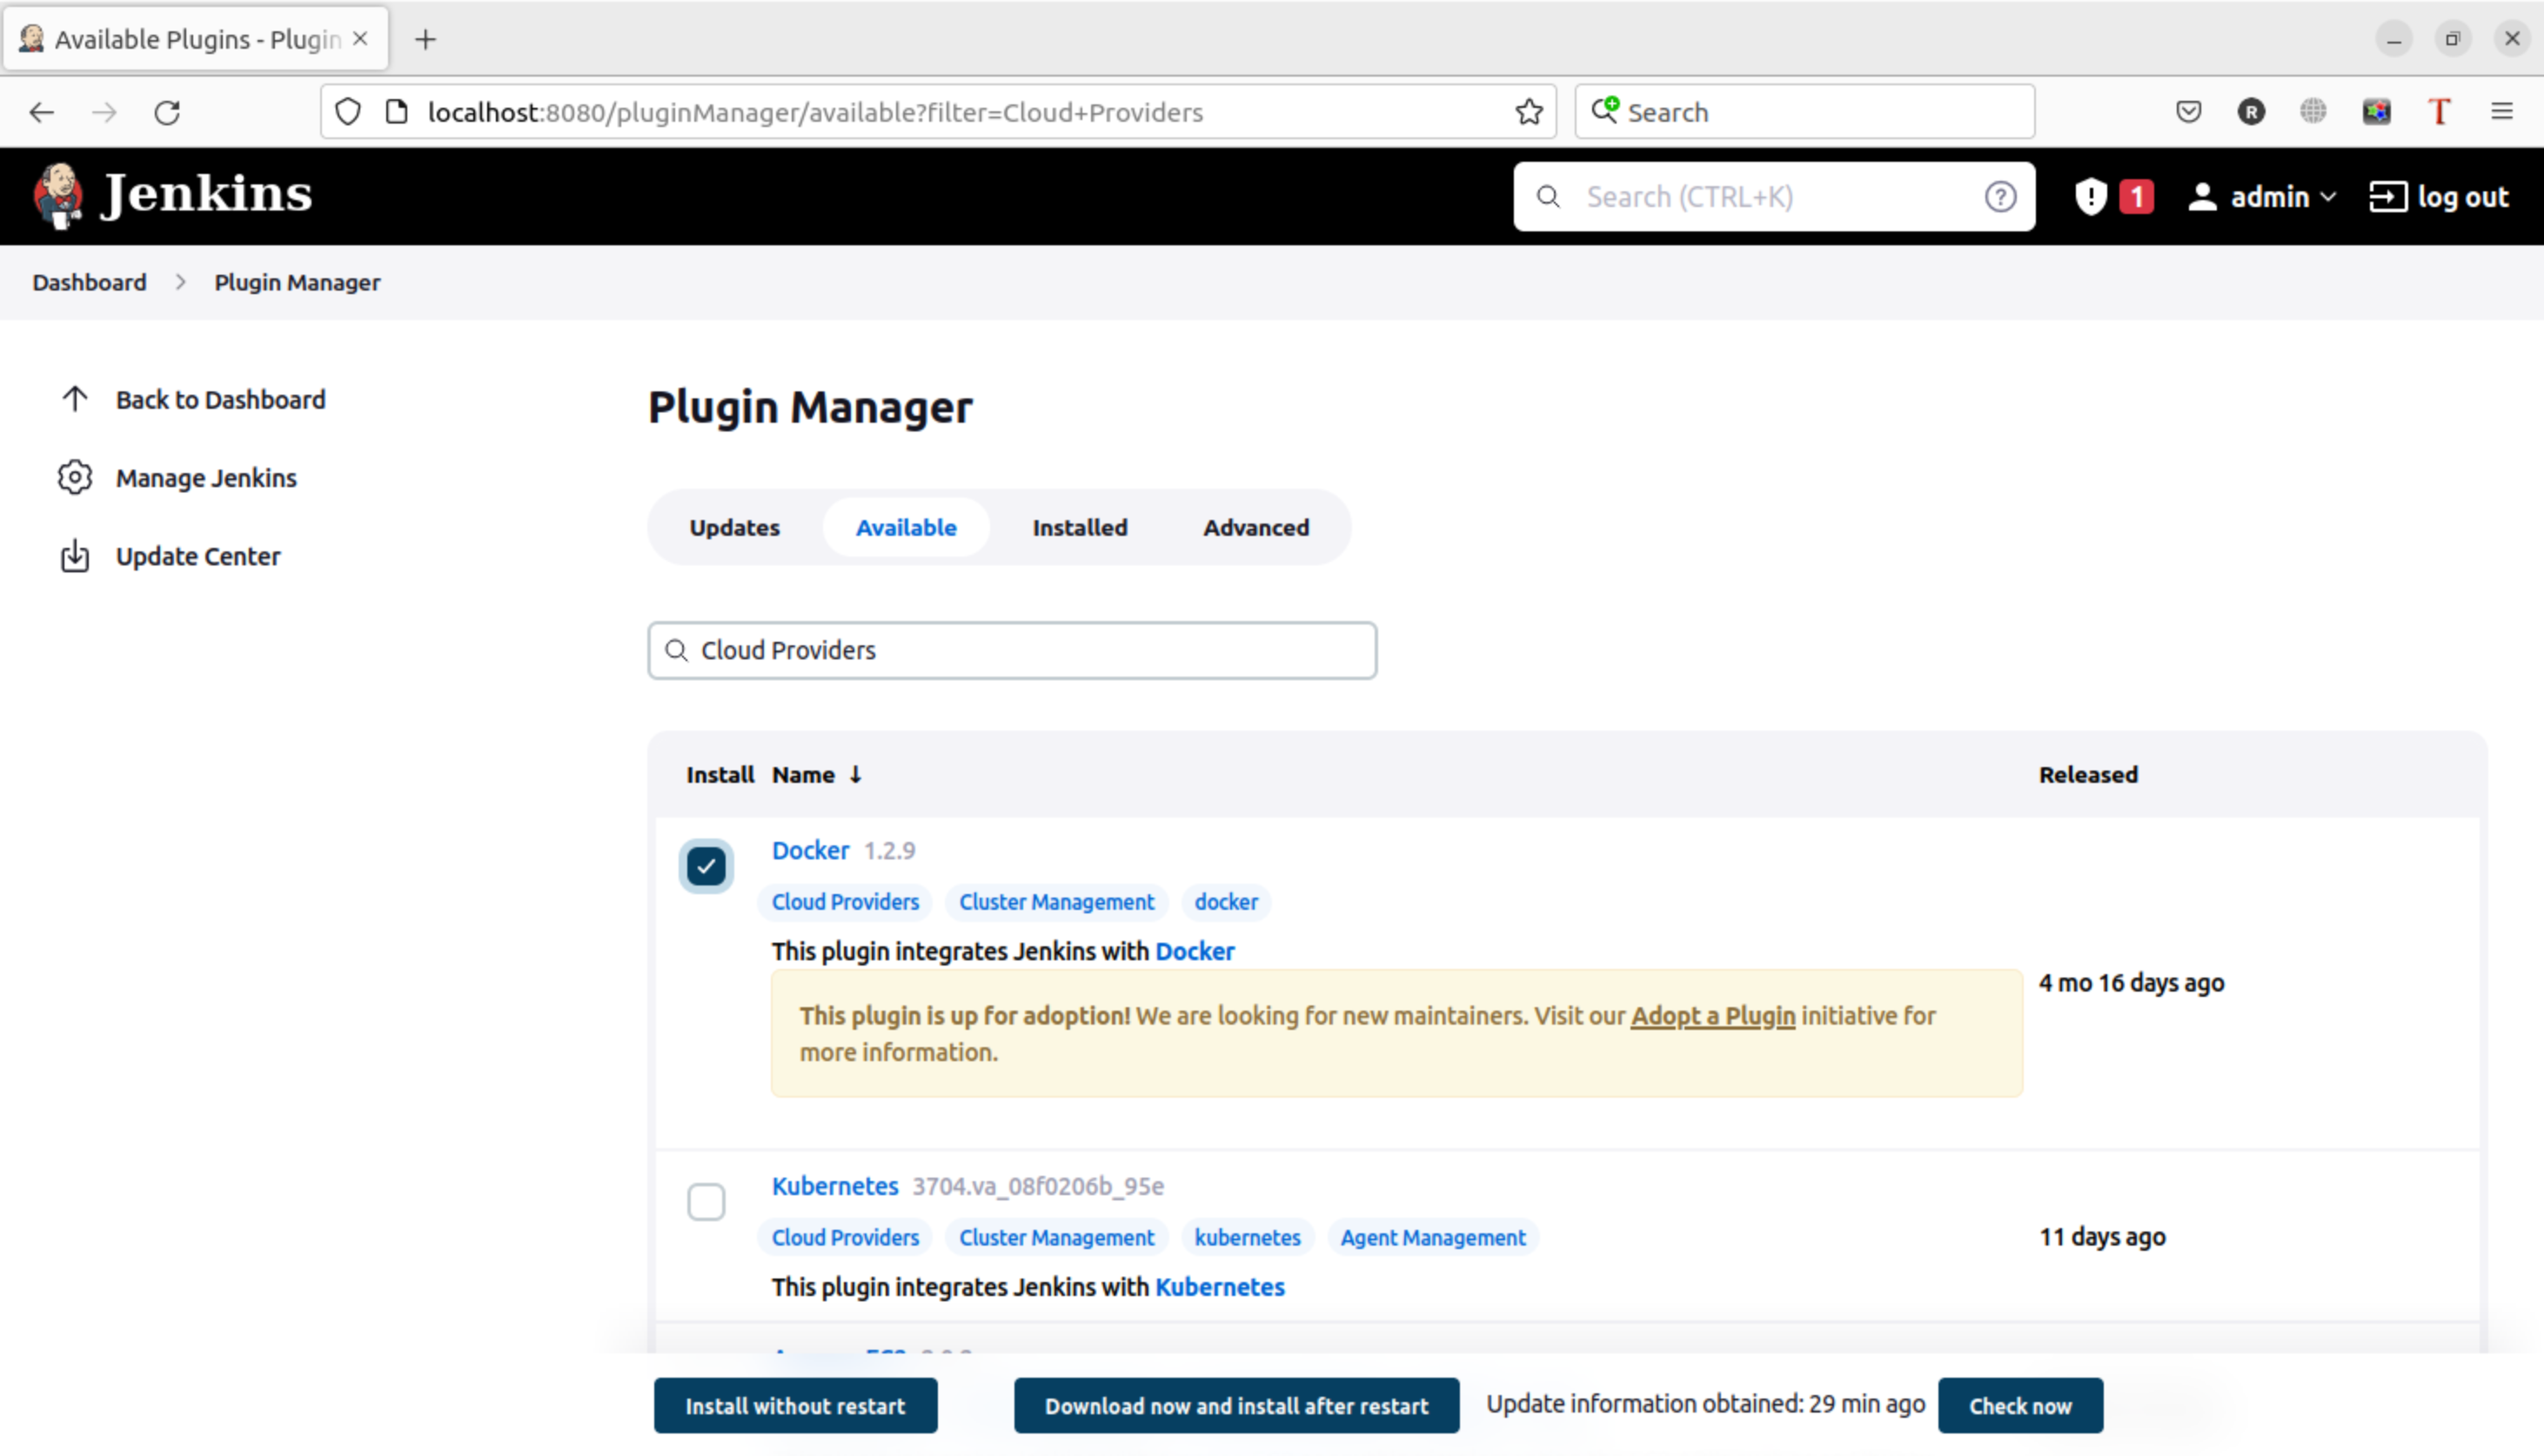 Available Plugins - Plugin
localhost:8080/pluginManager/available?filter=Cloud+Providers
Search
R
T
Jenkins
Search (CTRL+K)
1
admin
log out
Dashboard
Plugin Manager
Back to Dashboard
Manage Jenkins
Update Center
Plugin Manager
Updates
Available
Installed
Advanced
Cloud Providers
Install Name ↓ Released
Docker 1.2.9
Cloud Providers Cluster Management docker
This plugin integrates Jenkins with Docker
This plugin is up for adoption! We are looking for new maintainers. Visit our Adopt a Plugin initiative for
more information.
4 mo 16 days ago
Kubernetes 3704.va_08f0206b_95e
Cloud Providers Cluster Management kubernetes Agent Management
This plugin integrates Jenkins with Kubernetes
11 days ago
Install without restart
Download now and install after restart
Update information obtained: 29 min ago
Check now